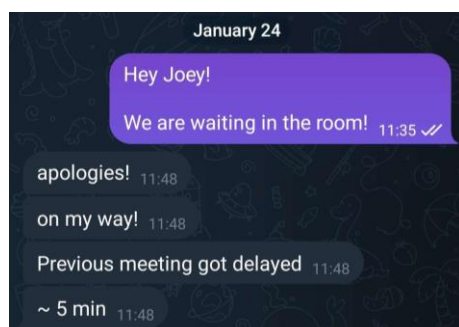 January 24
Hey Joey!
We are waiting in the room! 11:35
apologies! 11:48
on my way! 11:48
Previous meeting got delayed 11:48
~ 5 min 11:48